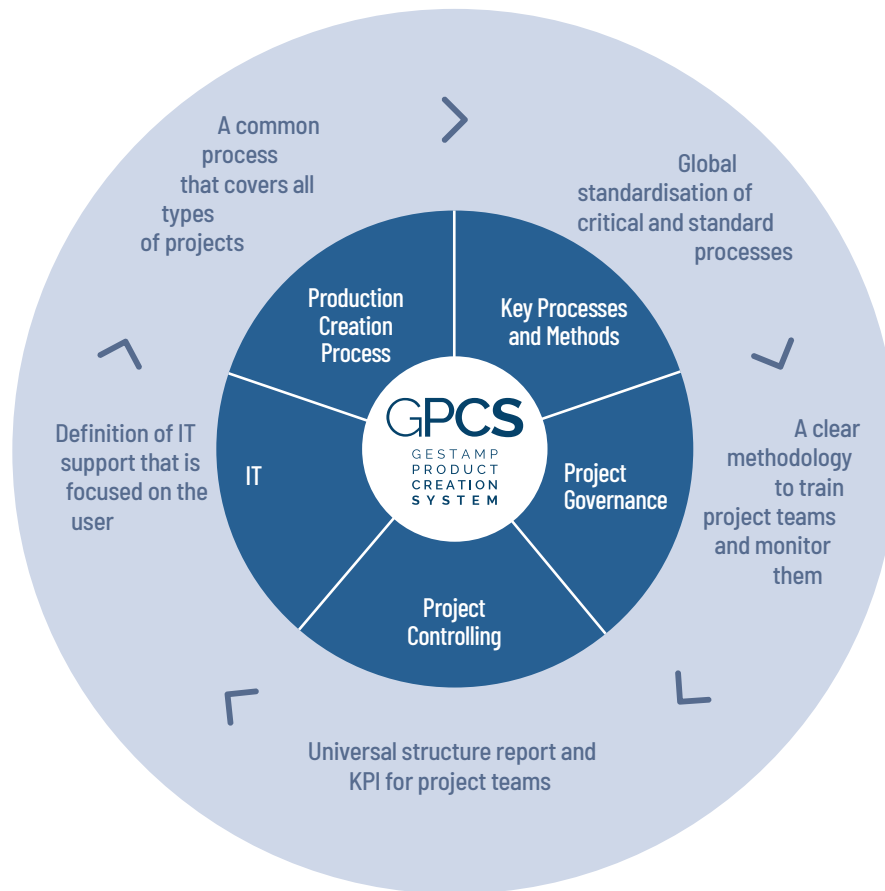 A common
process
that covers all
types
of projects
Global
standardisation of
critical and standard
processes
Production
Creation
Process
Key Processes
and Methods
GPCS
GESTAMP
PRODUCT
CREATION
SYSTEM
Definition of IT
support that is
focused on the
user
IT
Project
Governance
A clear
methodology
to train
project teams
and monitor
them
Project
Controlling
Universal structure report and
KPI for project teams